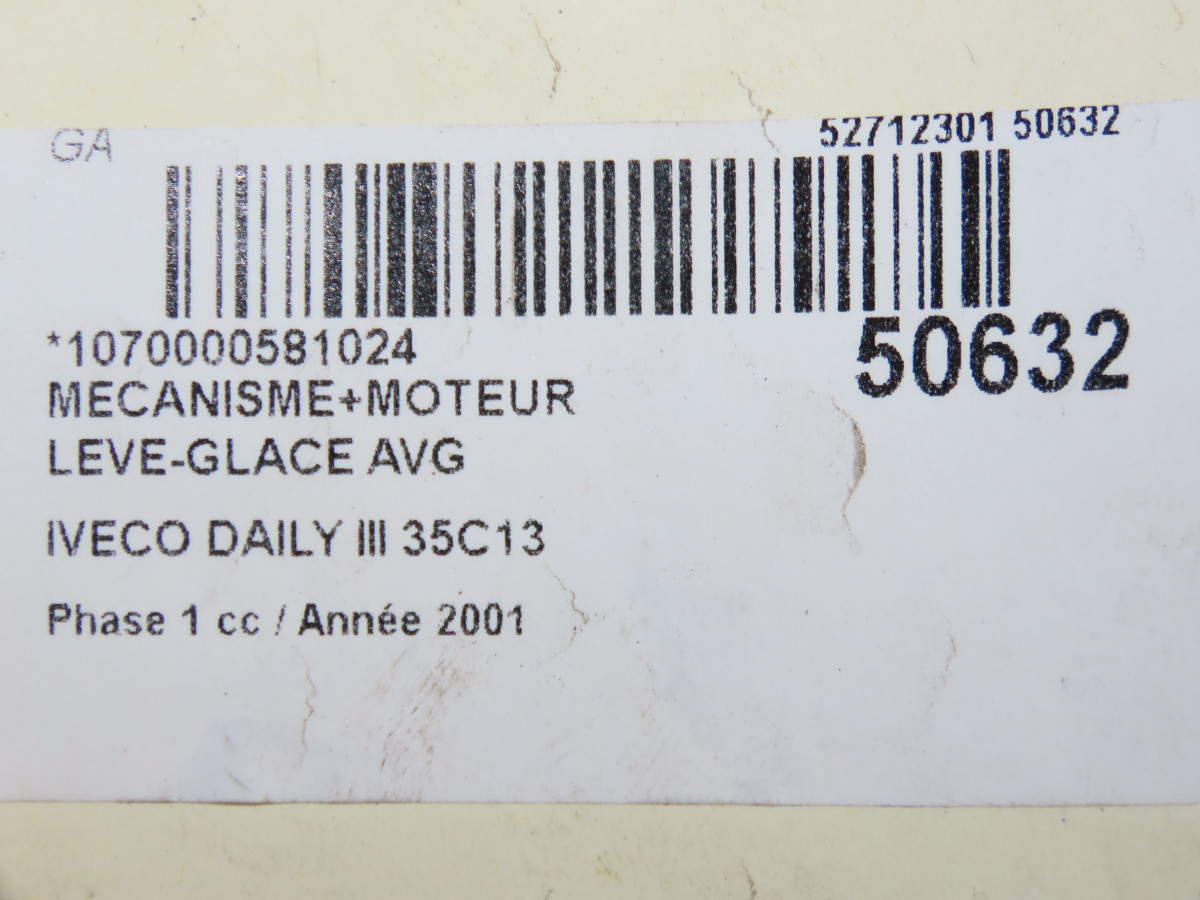 GA
52712301 50632
*1070000581024
50632
MECANISME+MOTEUR
LEVE-GLACE AVG
IVECO DAILY III 35C13
Phase 1 cc / Année 2001